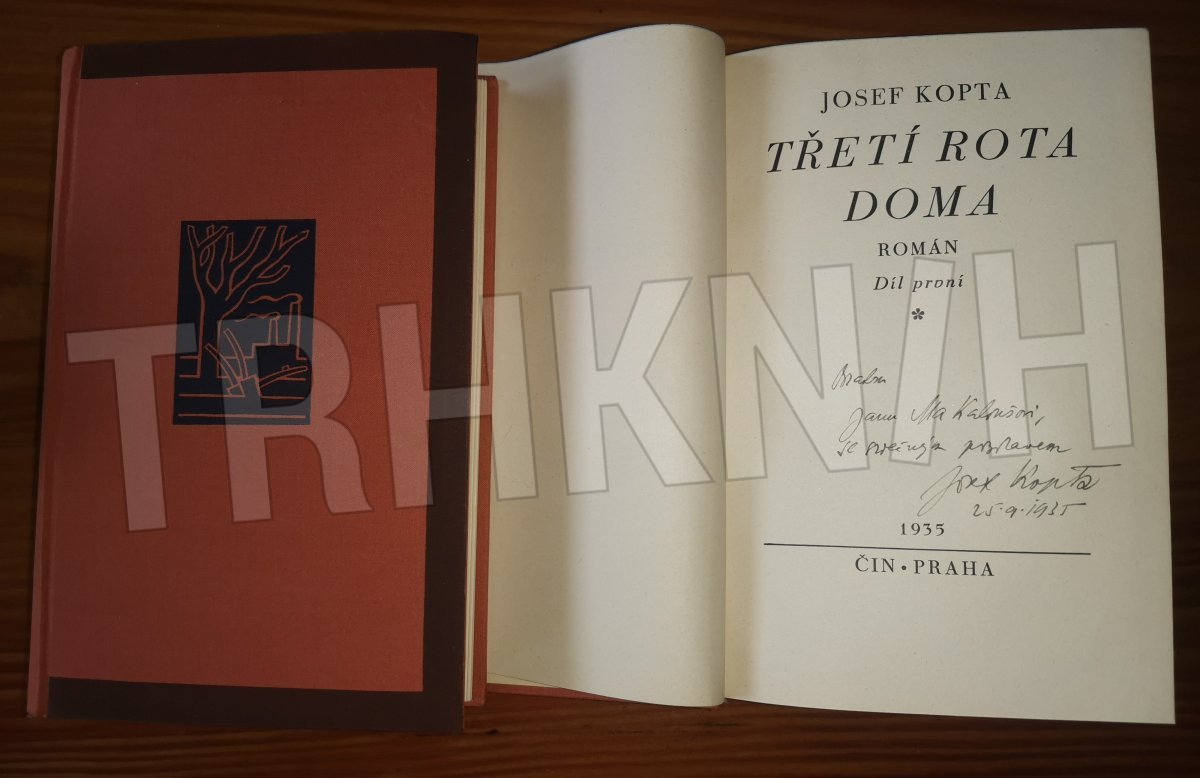 JOSEF KOPTA
TŘETÍ ROTA
DOMA
ROMÁN
Díl první
*
Bratru
Janu
se srdečným pozdravem
Josef Kopta
25.9.1935
1935
ČIN • PRAHA
TRHKNIH